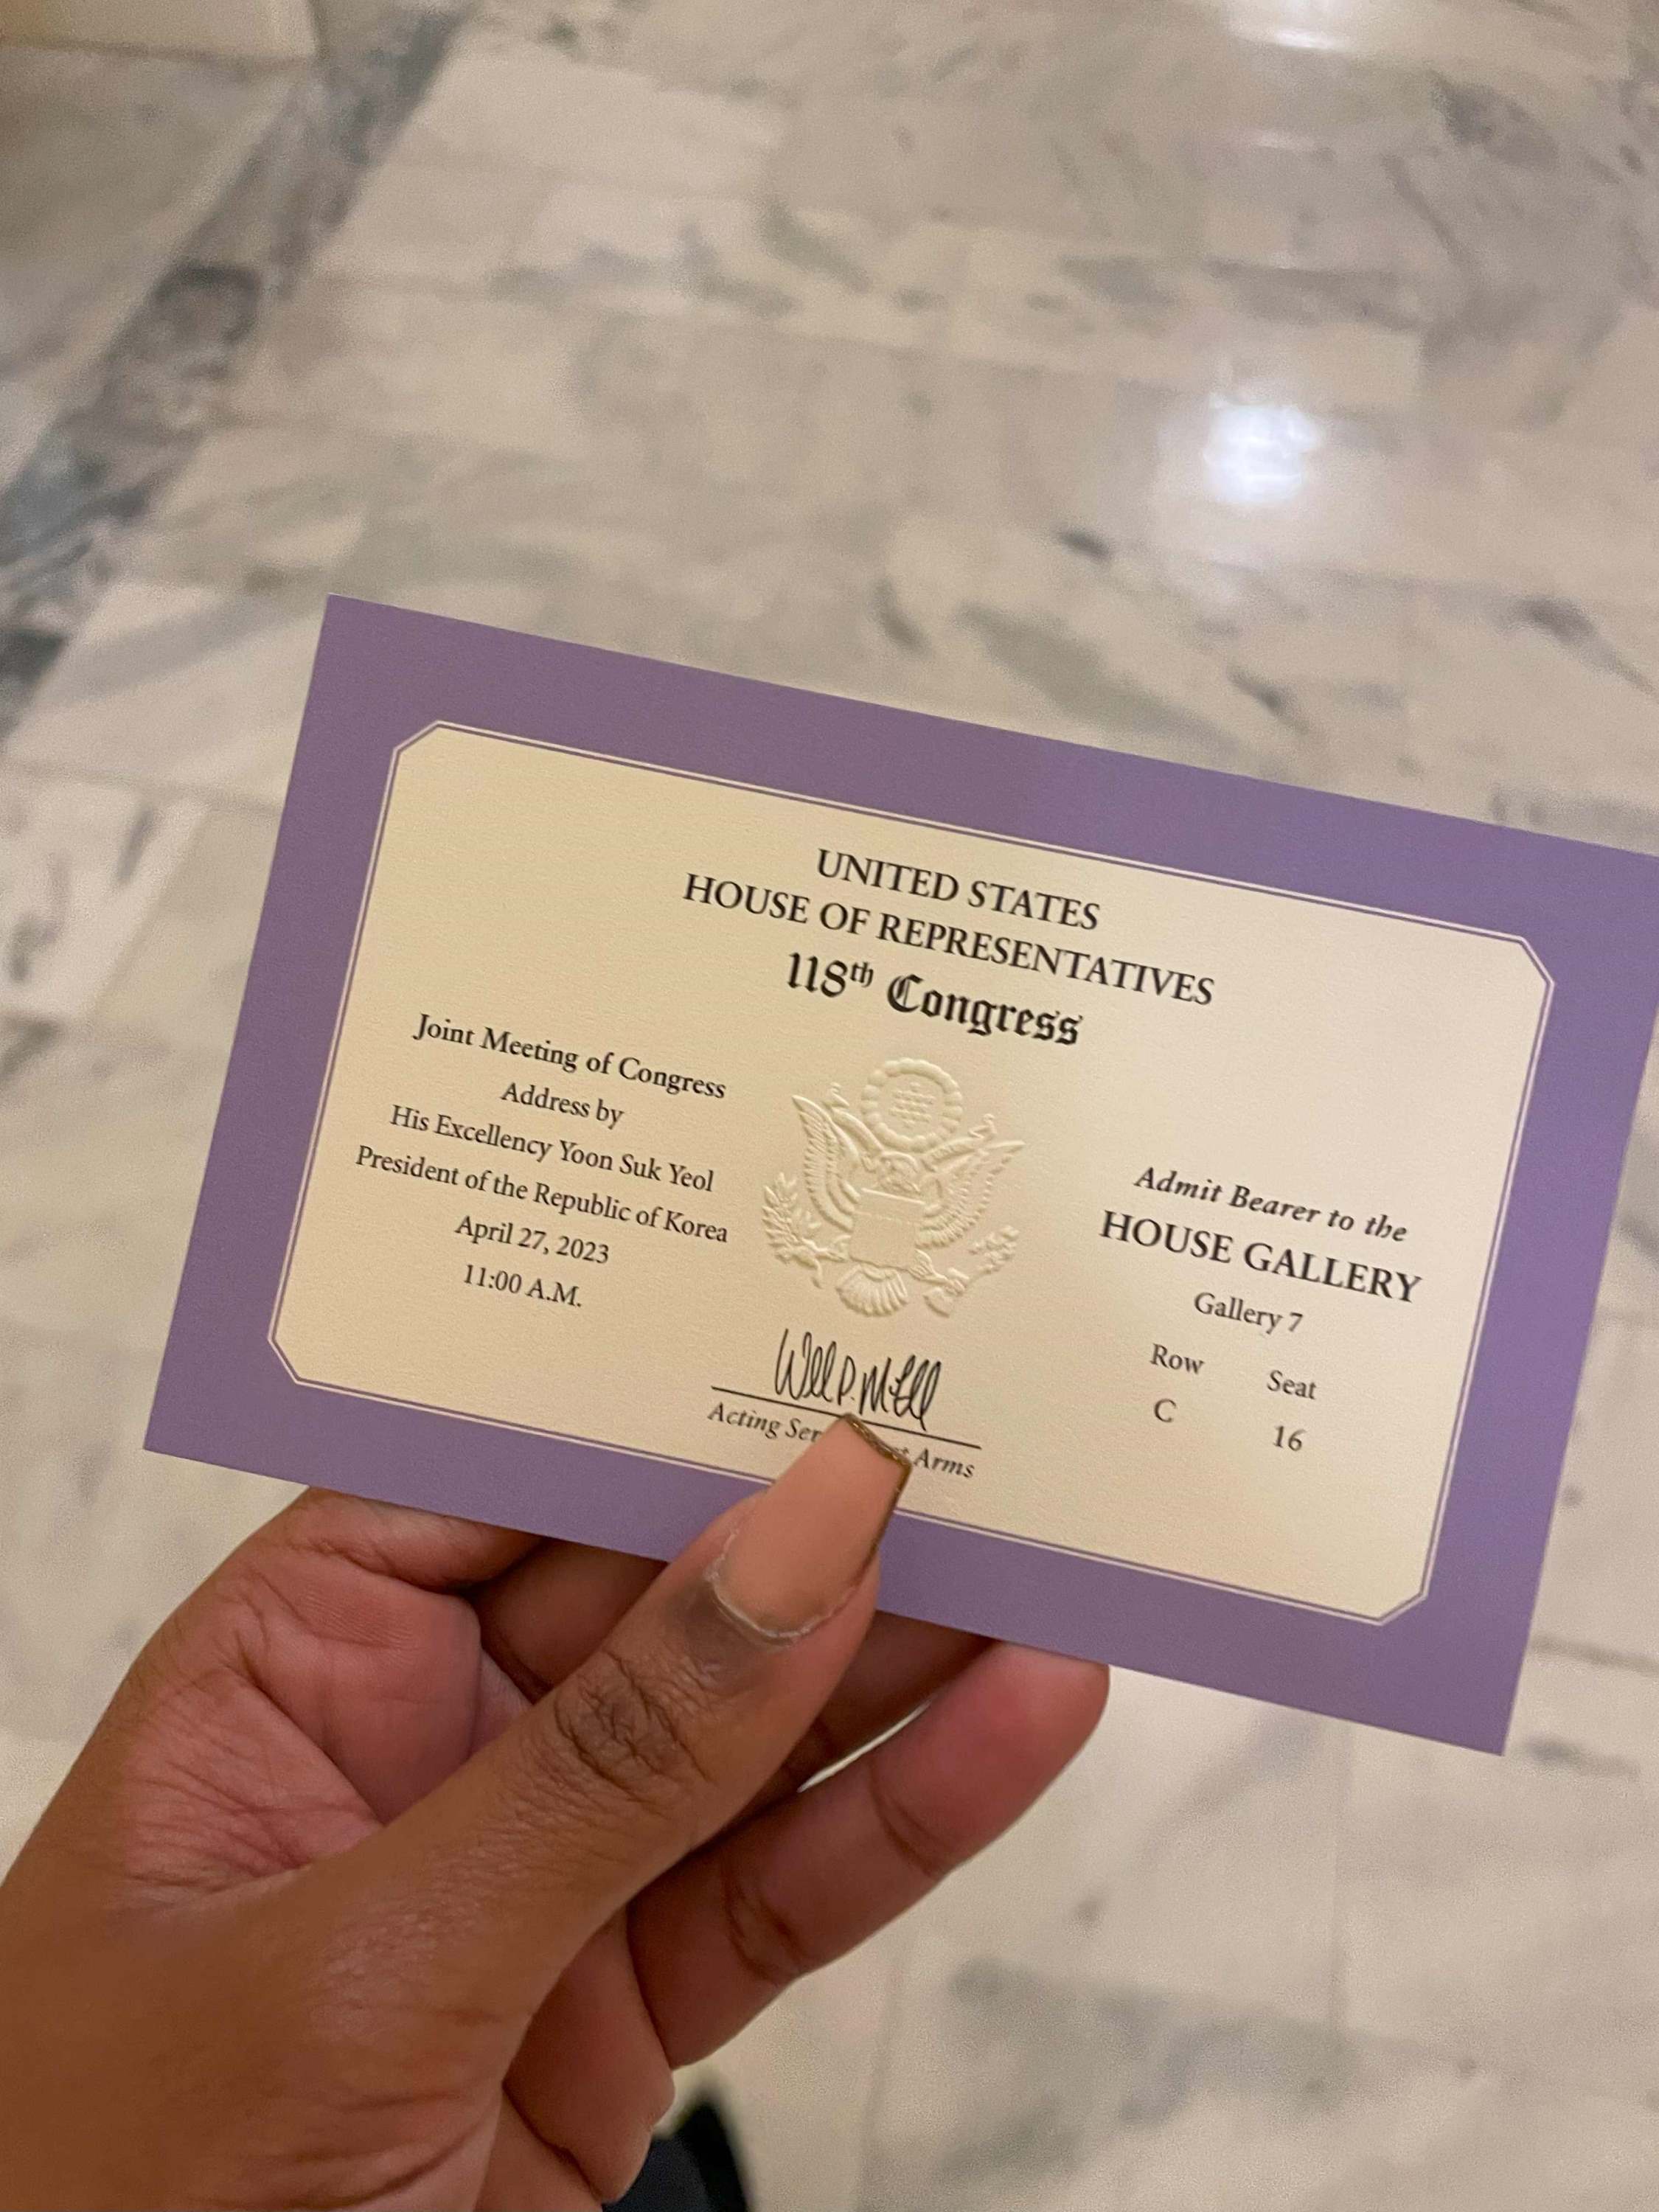 UNITED STATES
HOUSE OF REPRESENTATIVES
118th Congress
Joint Meeting of Congress
Address by
His Excellency Yoon Suk Yeol
President of the Republic of Korea
April 27, 2023
11:00 A.M.
Admit Bearer to the
HOUSE GALLERY
Gallery 7
Row Seat
C 16
Acting Arms